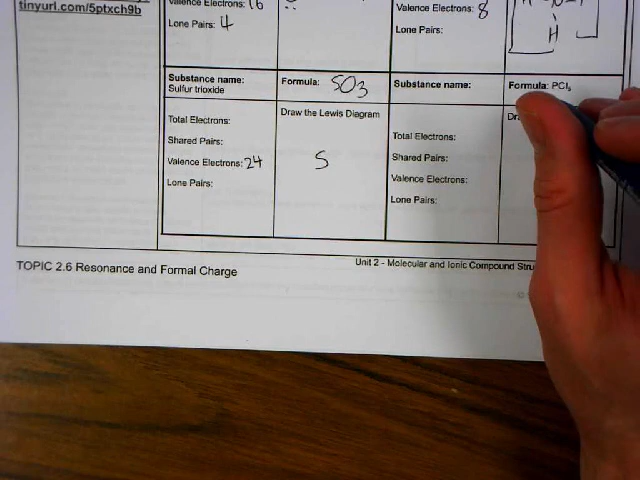 tinyurl.com/5ptxch9b
Valence Electrons: 16
Lone Pairs: 4
Valence Electrons: 8
Lone Pairs:
H
Substance name:
Sulfur trioxide
Formula: SO3
Substance name:
Formula: PCl5
Total Electrons:
Shared Pairs:
Valence Electrons: 24
Lone Pairs:
Draw the Lewis Diagram
S
Total Electrons:
Shared Pairs:
Valence Electrons:
Lone Pairs:
TOPIC 2.6 Resonance and Formal Charge
Unit 2 - Molecular and Ionic Compound